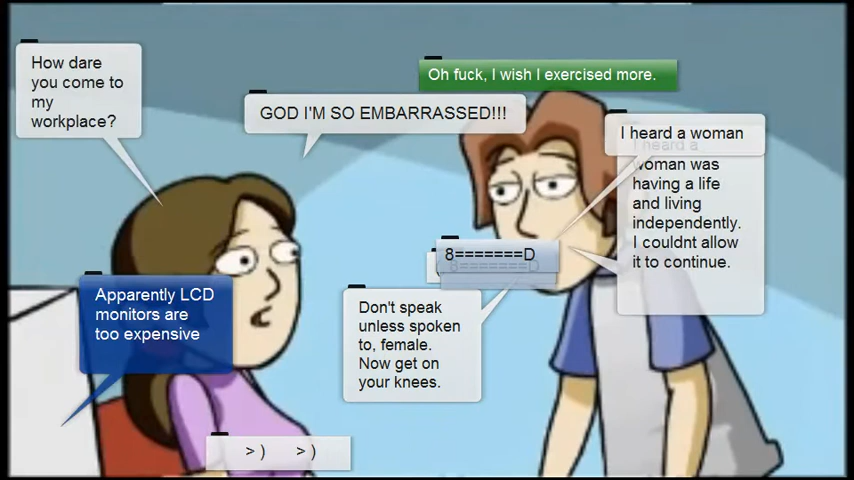 How dare
you come to
my
workplace?
Oh fuck, I wish I exercised more.
GOD I'M SO EMBARRASSED!!!
I heard a woman
I heard a
woman was
having a life
and living
independently.
I couldnt allow
it to continue.
8=======D
8=======D
Apparently LCD
monitors are
too expensive
Don't speak
unless spoken
to, female.
Now get on
your knees.
>) >)